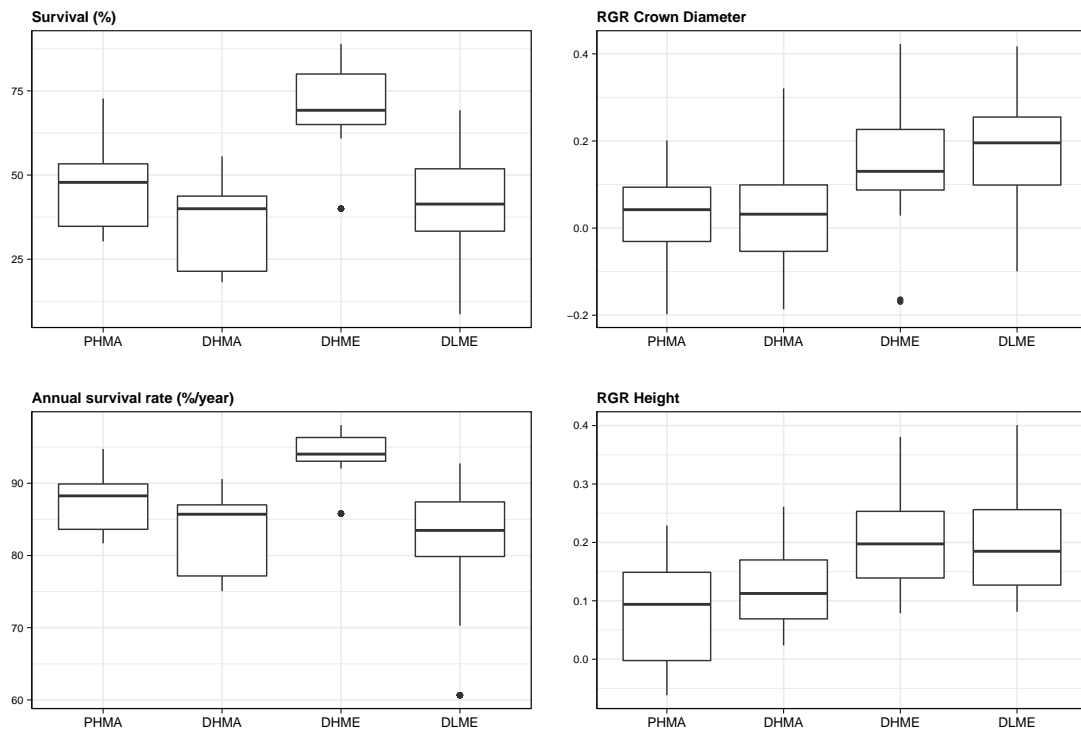 Survival (%)
75
50
25
PHMA DHMA DHME DLME
RGR Crown Diameter
0.4
0.2
0.0
−0.2
PHMA DHMA DHME DLME
Annual survival rate (%/year)
90
80
70
60
PHMA DHMA DHME DLME
RGR Height
0.4
0.3
0.2
0.1
0.0
PHMA DHMA DHME DLME